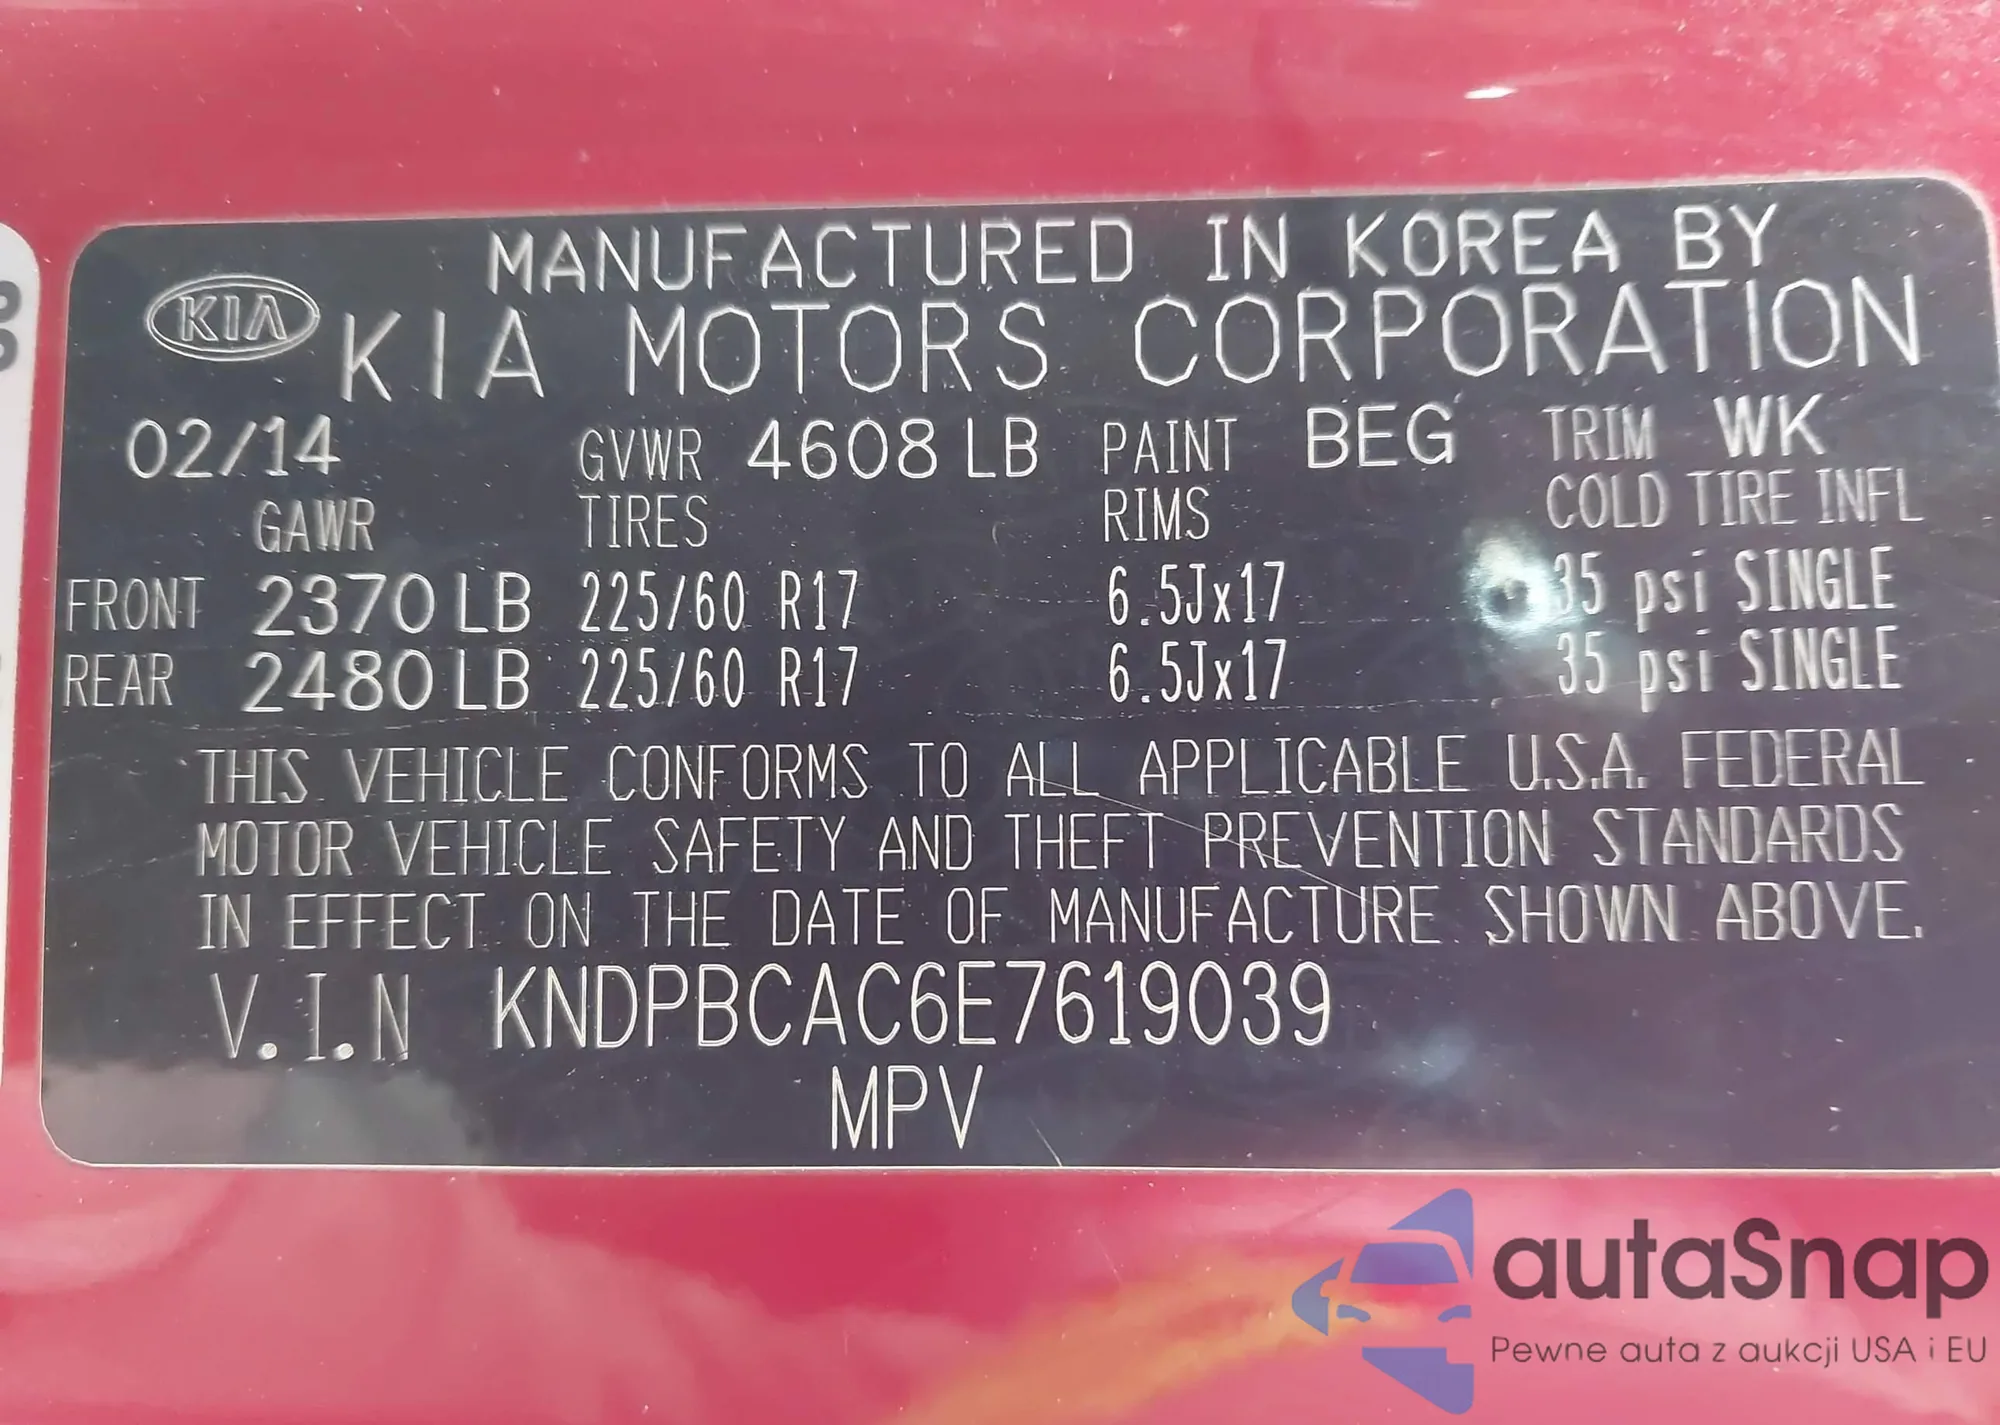 MANUFACTURED IN KOREA BY
KIA KIA MOTORS CORPORATION
02/14 GVWR 4608 LB PAINT BEG TRIM WK
GAWR TIRES RIMS COLD TIRE INFL
FRONT 2370 LB 225/60 R17 6.5Jx17 35 psi SINGLE
REAR 2480 LB 225/60 R17 6.5Jx17 35 psi SINGLE
THIS VEHICLE CONFORMS TO ALL APPLICABLE U.S.A. FEDERAL
MOTOR VEHICLE SAFETY AND THEFT PREVENTION STANDARDS
IN EFFECT ON THE DATE OF MANUFACTURE SHOWN ABOVE.
V.I.N KNDPBCAC6E7619039
MPV
autaSnap
Pewne auta z aukcji USA i EU